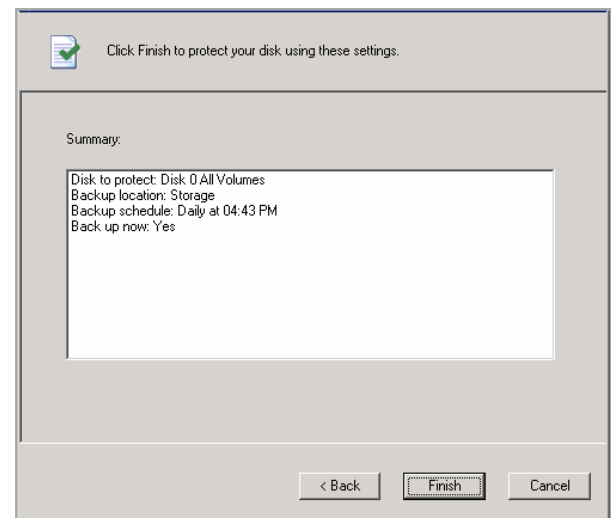 Click Finish to protect your disk using these settings.
Summary:
Disk to protect: Disk 0 All Volumes
Backup location: Storage
Backup schedule: Daily at 04:43 PM
Back up now: Yes
< Back
Finish
Cancel